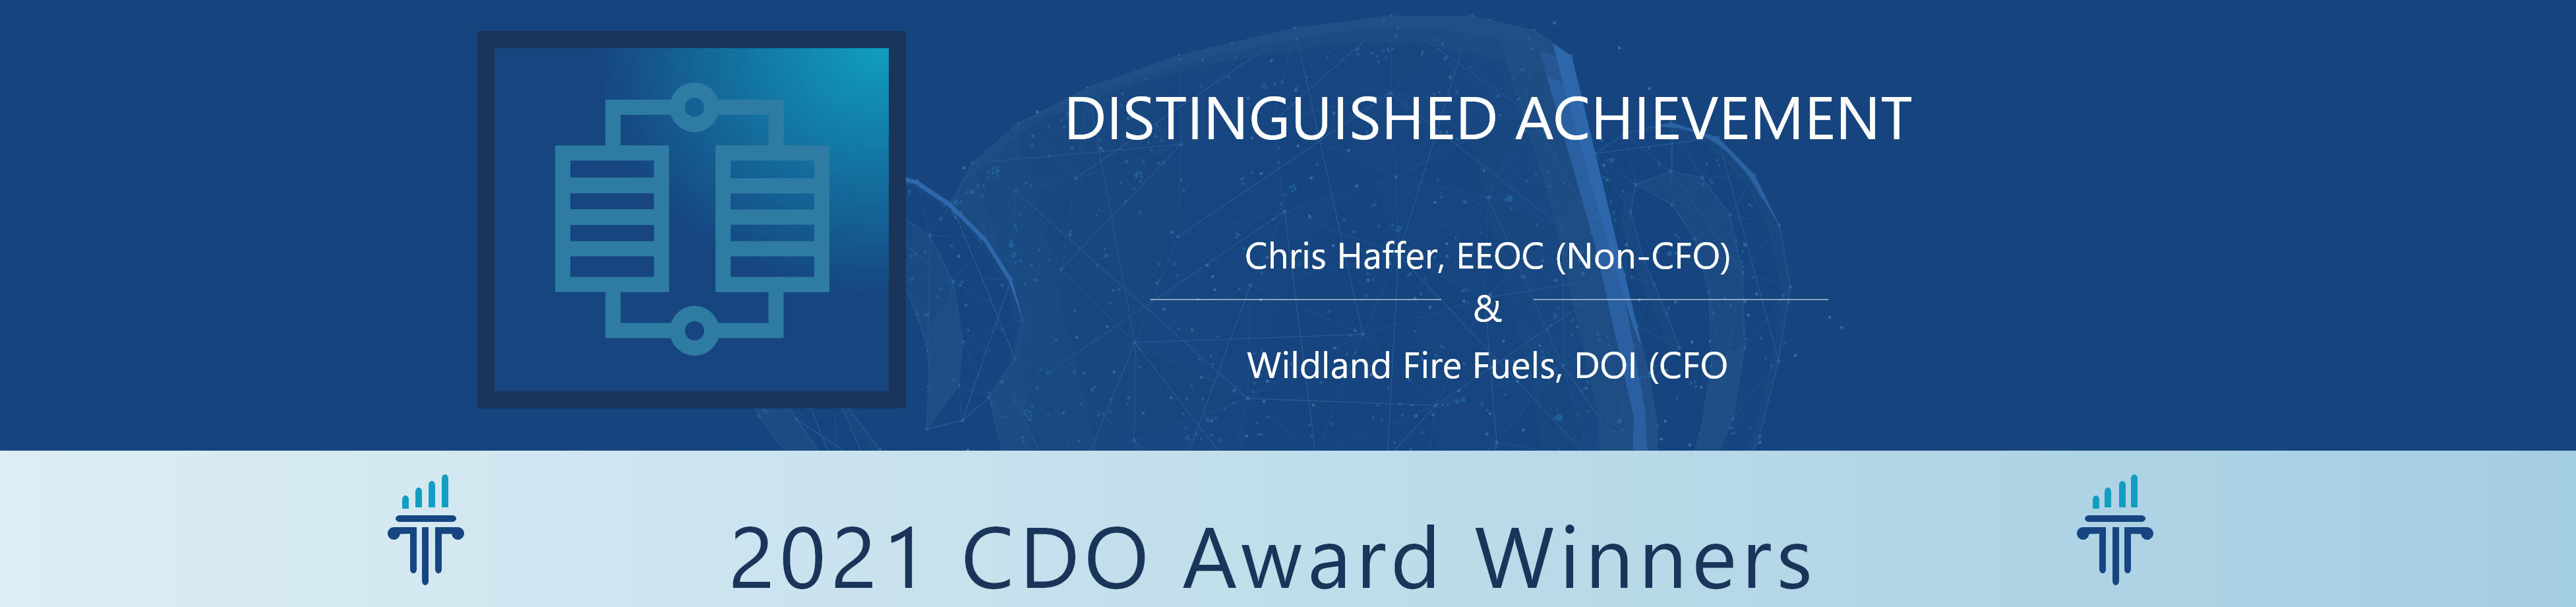 DISTINGUISHED ACHIEVEMENT
Chris Haffer, EEOC (Non-CFO)
&
Wildland Fire Fuels, DOI (CFO
2021 CDO Award Winners